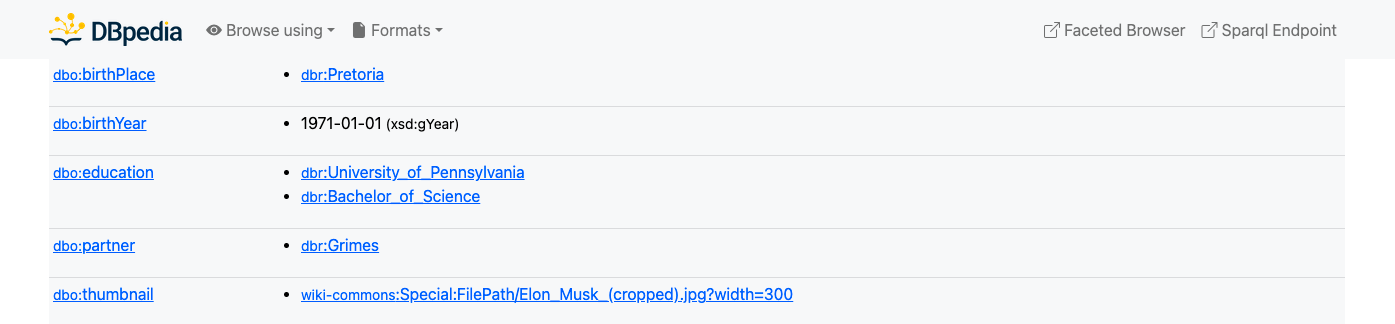 DBpedia Browse using Formats Faceted Browser Sparql Endpoint
dbo:birthPlace dbr:Pretoria
dbo:birthYear 1971-01-01 (xsd:gYear)
dbo:education dbr:University_of_Pennsylvania
dbr:Bachelor_of_Science
dbo:partner dbr:Grimes
dbo:thumbnail wiki-commons:Special:FilePath/Elon_Musk_(cropped).jpg?width=300